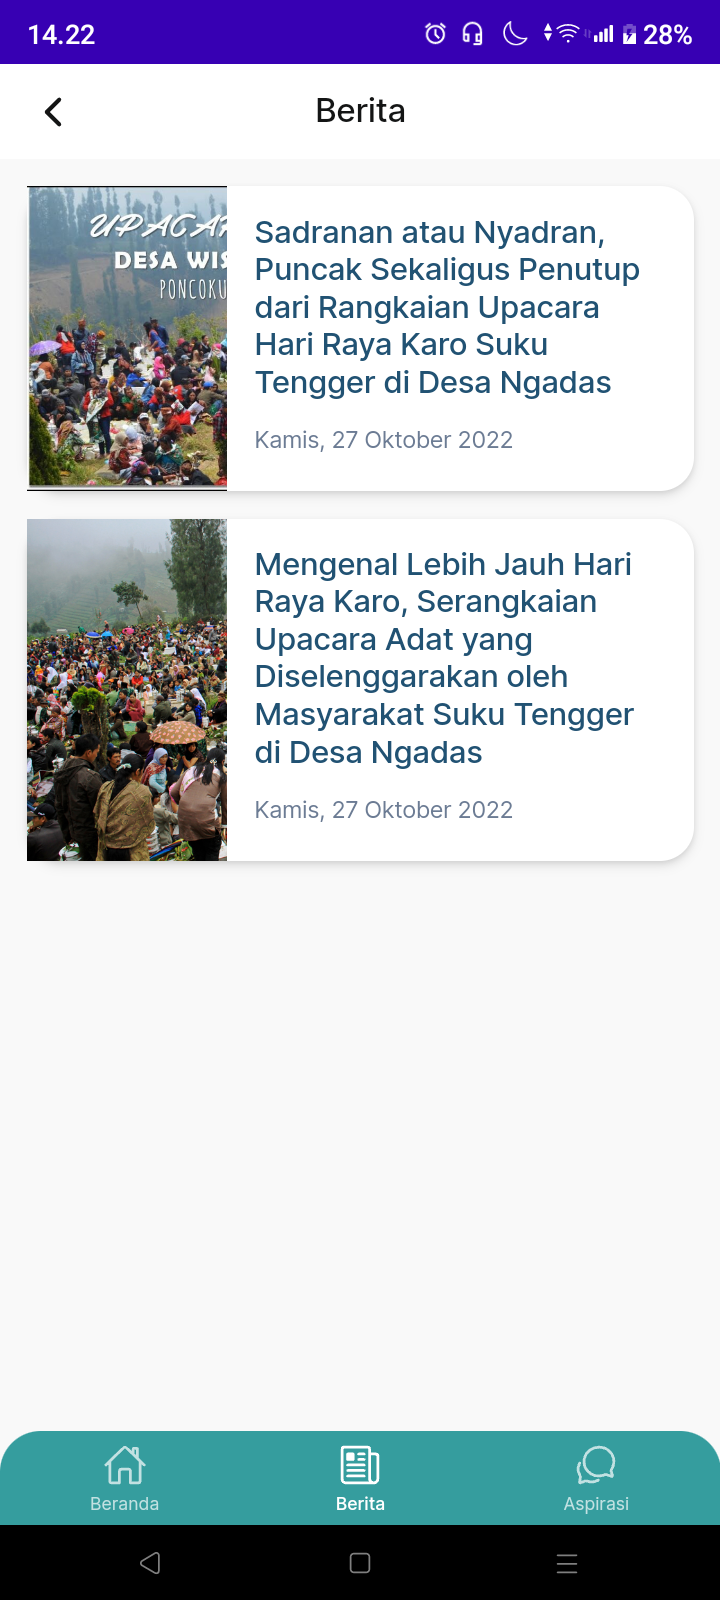 14.22
28%
Berita
UPACAR
DESA WIS
PONCOKU
Sadranan atau Nyadran,
Puncak Sekaligus Penutup
dari Rangkaian Upacara
Hari Raya Karo Suku
Tengger di Desa Ngadas
Kamis, 27 Oktober 2022
Mengenal Lebih Jauh Hari
Raya Karo, Serangkaian
Upacara Adat yang
Diselenggarakan oleh
Masyarakat Suku Tengger
di Desa Ngadas
Kamis, 27 Oktober 2022
Beranda
Berita
Aspirasi